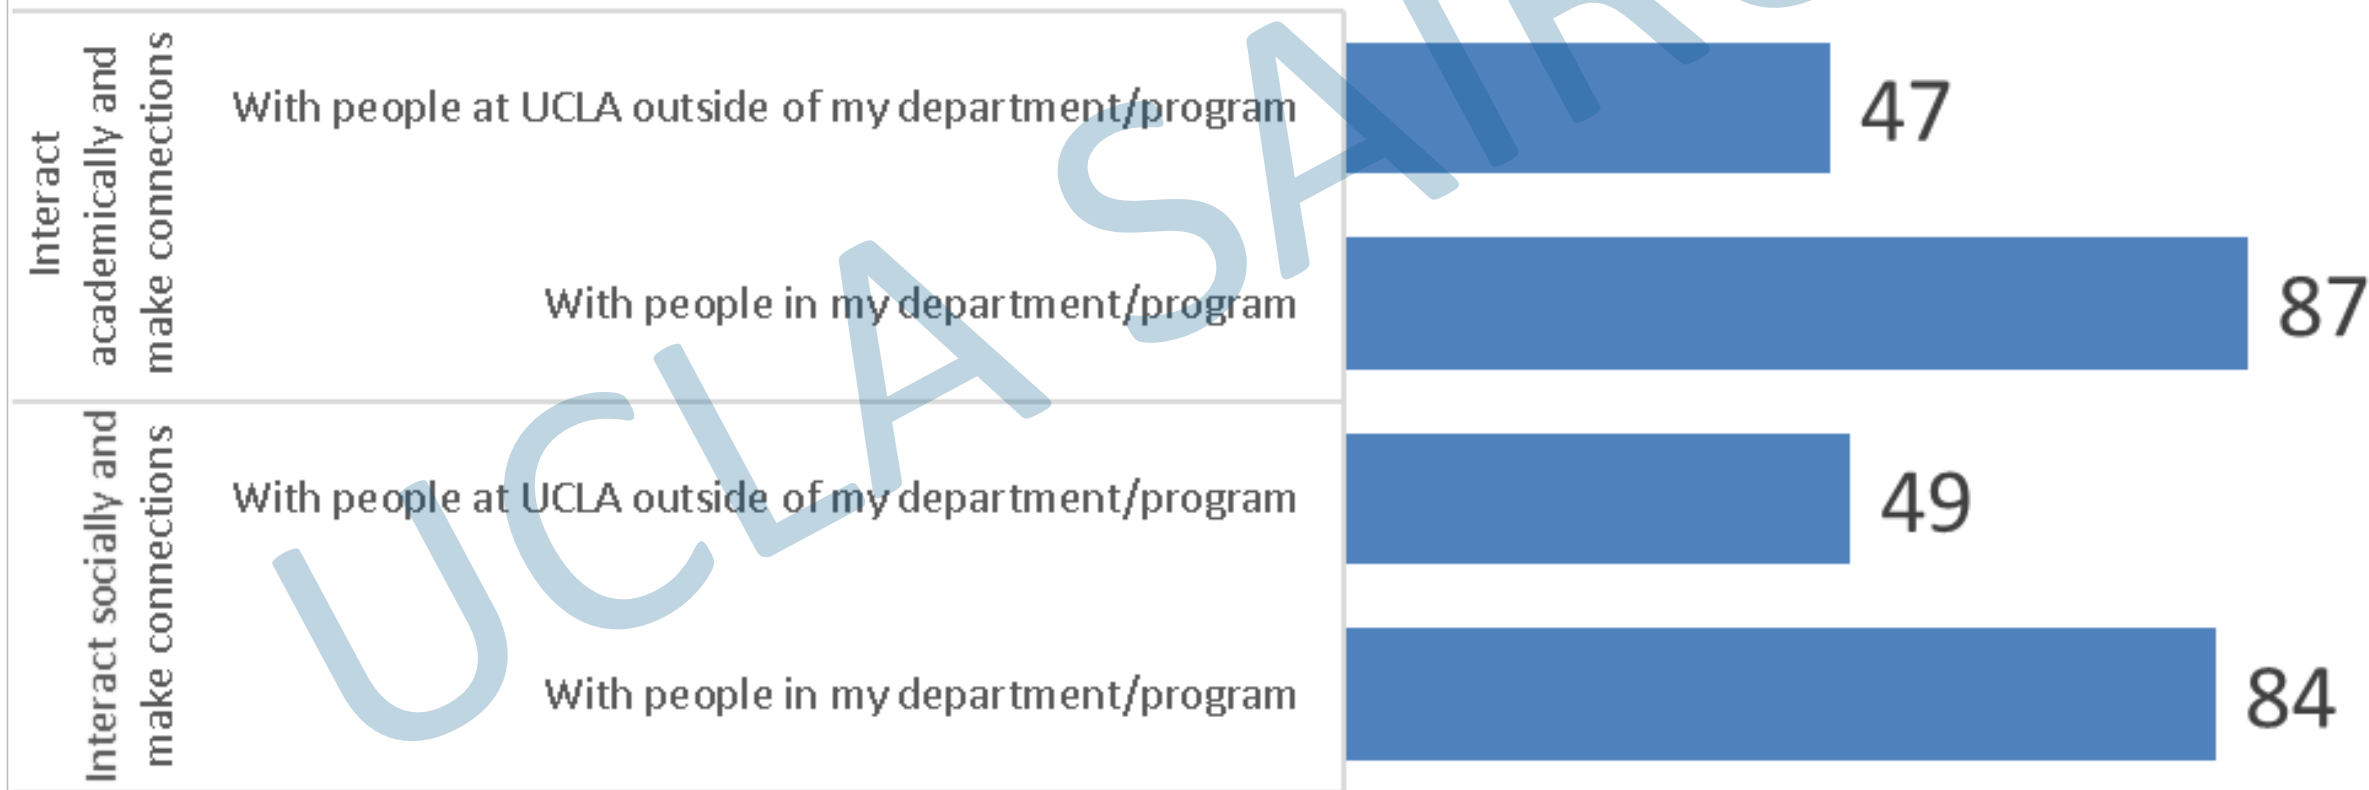 Interact
academically and
make connections
With people at UCLA outside of my department/program
47
With people in my department/program
87
Interact socially and
make connections
With people at UCLA outside of my department/program
49
With people in my department/program
84
UCLA SAIRO